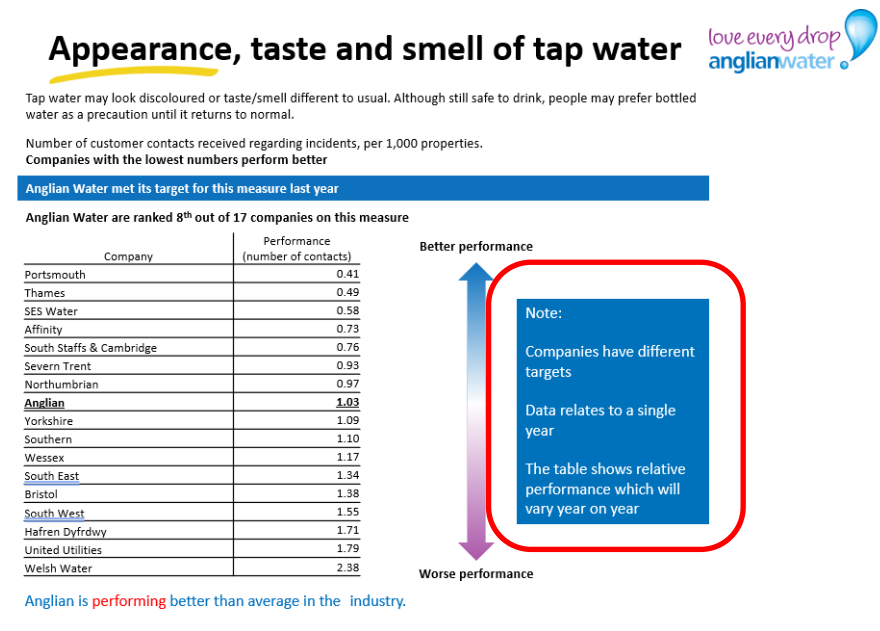 Appearance, taste and smell of tap water
love every drop
anglianwater
Tap water may look discoloured or taste/smell different to usual. Although still safe to drink, people may prefer bottled
water as a precaution until it returns to normal.
Number of customer contacts received regarding incidents, per 1,000 properties.
Companies with the lowest numbers perform better
Anglian Water met its target for this measure last year
Anglian Water are ranked 8th out of 17 companies on this measure
Performance
Company (number of contacts)
Portsmouth 0.41
Thames 0.49
SES Water 0.58
Affinity 0.73
South Staffs & Cambridge 0.76
Severn Trent 0.93
Northumbrian 0.97
Anglian 1.03
Yorkshire 1.09
Southern 1.10
Wessex 1.17
South East 1.34
Bristol 1.38
South West 1.55
Hafren Dyfrdwy 1.71
United Utilities 1.79
Welsh Water 2.38
Better performance
Worse performance
Note:
Companies have different
targets
Data relates to a single
year
The table shows relative
performance which will
vary year on year
Anglian is performing better than average in the industry.